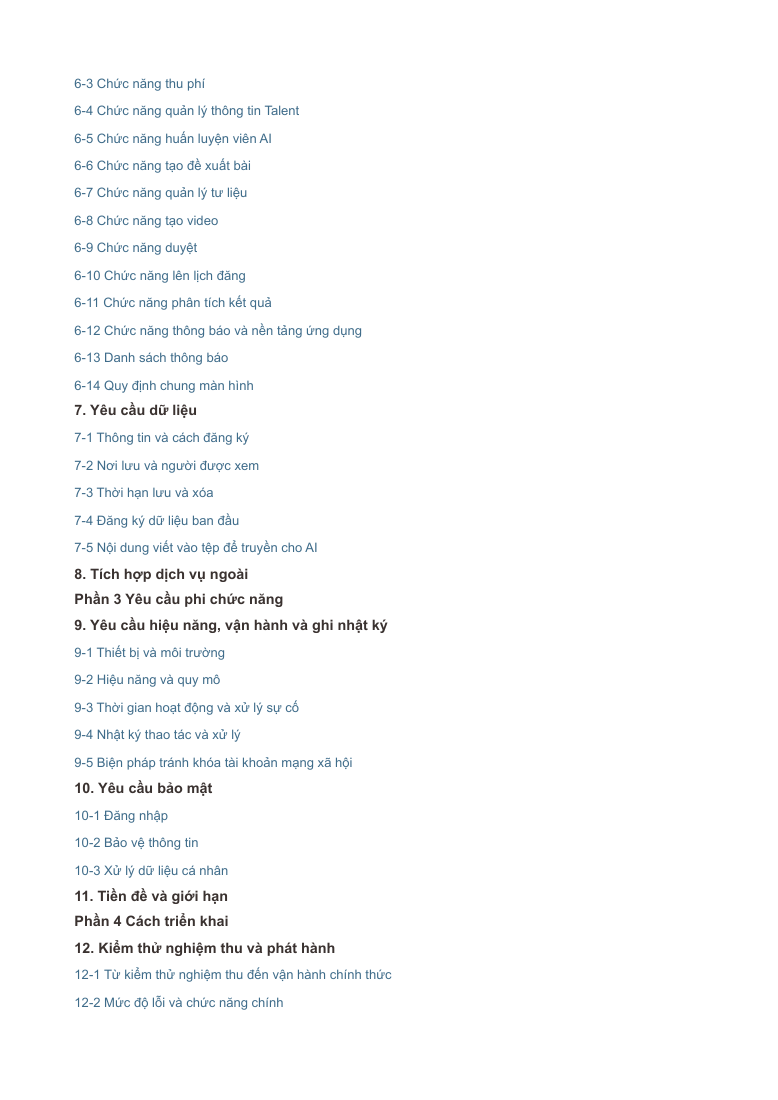 6-3 Chức năng thu phí
6-4 Chức năng quản lý thông tin Talent
6-5 Chức năng huấn luyện viên AI
6-6 Chức năng tạo đề xuất bài
6-7 Chức năng quản lý tư liệu
6-8 Chức năng tạo video
6-9 Chức năng duyệt
6-10 Chức năng lên lịch đăng
6-11 Chức năng phân tích kết quả
6-12 Chức năng thông báo và nền tảng ứng dụng
6-13 Danh sách thông báo
6-14 Quy định chung màn hình
7. Yêu cầu dữ liệu
7-1 Thông tin và cách đăng ký
7-2 Nơi lưu và người được xem
7-3 Thời hạn lưu và xóa
7-4 Đăng ký dữ liệu ban đầu
7-5 Nội dung viết vào tệp để truyền cho AI
8. Tích hợp dịch vụ ngoài
Phần 3 Yêu cầu phi chức năng
9. Yêu cầu hiệu năng, vận hành và ghi nhật ký
9-1 Thiết bị và môi trường
9-2 Hiệu năng và quy mô
9-3 Thời gian hoạt động và xử lý sự cố
9-4 Nhật ký thao tác và xử lý
9-5 Biện pháp tránh khóa tài khoản mạng xã hội
10. Yêu cầu bảo mật
10-1 Đăng nhập
10-2 Bảo vệ thông tin
10-3 Xử lý dữ liệu cá nhân
11. Tiền đề và giới hạn
Phần 4 Cách triển khai
12. Kiểm thử nghiệm thu và phát hành
12-1 Từ kiểm thử nghiệm thu đến vận hành chính thức
12-2 Mức độ lỗi và chức năng chính